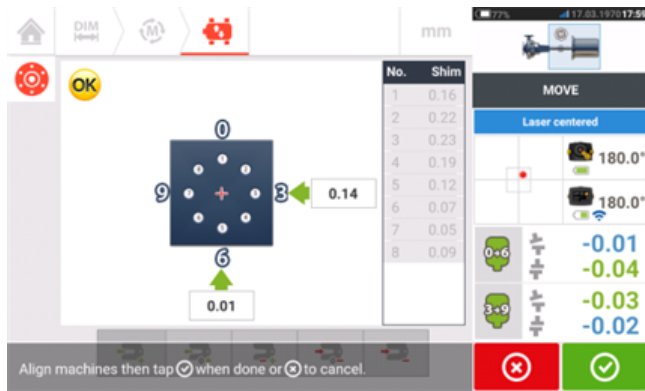 77% 17.03.1970 17:59
DIM
M
mm
OK
No. Shim
1 0.16
2 0.22
3 0.23
4 0.19
5 0.12
6 0.07
7 0.05
8 0.09
0
9
3
6
0.14
0.01
MOVE
Laser centered
180.0°
180.0°
0+6
-0.01
-0.04
3+9
-0.03
-0.02
Align machines then tap when done or to cancel.